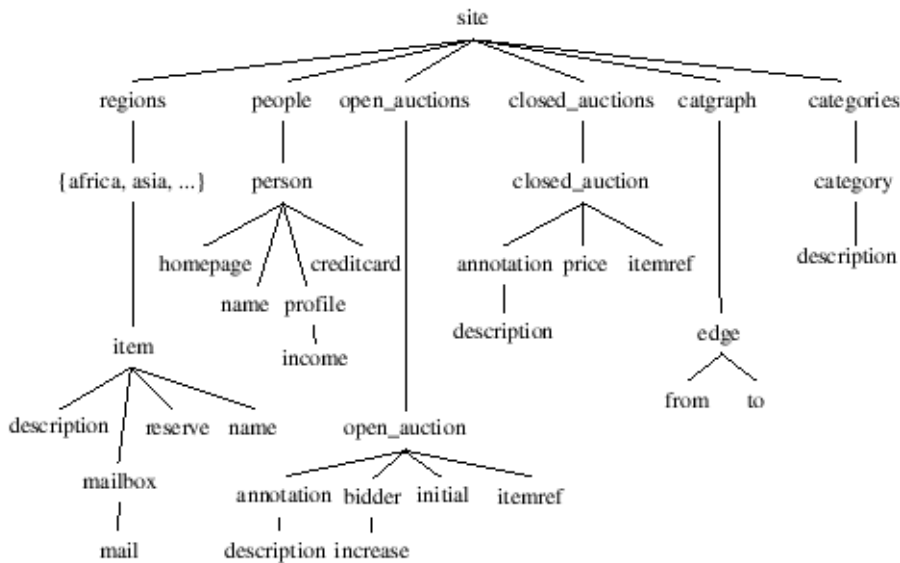 site
regions people open_auctions closed_auctions catgraph categories
{africa, asia, ...} person closed_auction category
homepage creditcard annotation price itemref description
name profile
description edge
item income
from to
description reserve name open_auction
mailbox annotation bidder initial itemref
mail description increase